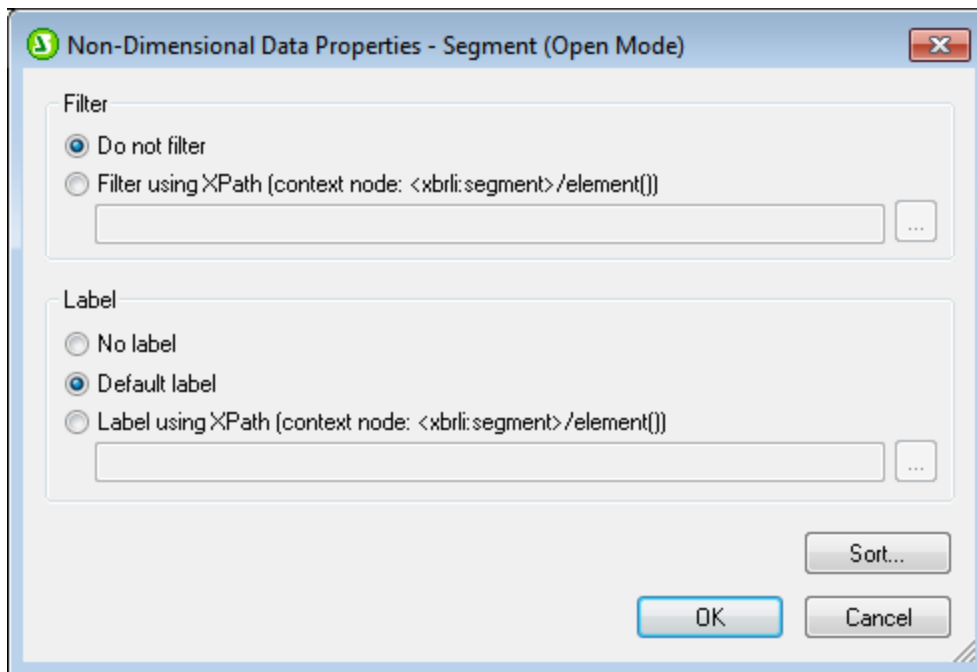 Non-Dimensional Data Properties - Segment (Open Mode)
Filter
Do not filter
Filter using XPath (context node: <xbrli:segment>/element())
...
Label
No label
Default label
Label using XPath (context node: <xbrli:segment>/element())
...
Sort...
OK Cancel